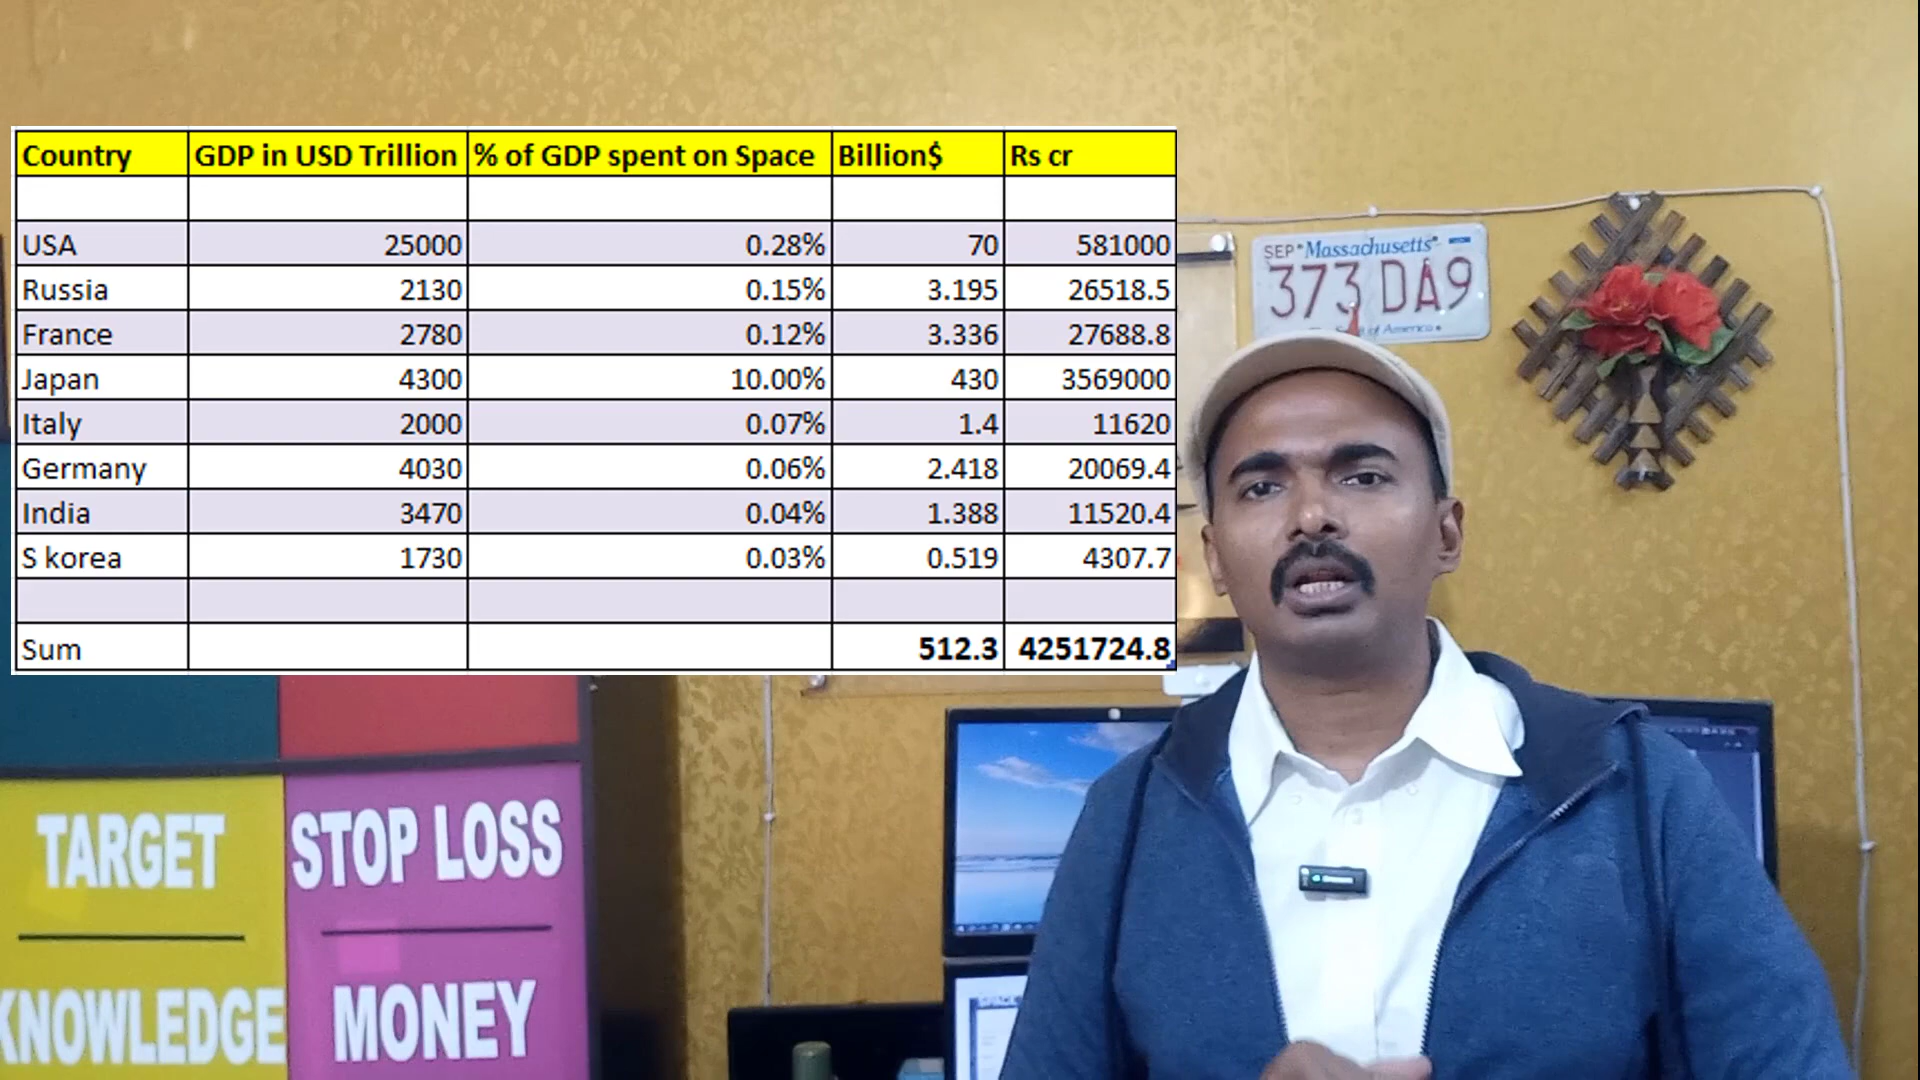 Country GDP in USD Trillion % of GDP spent on Space Billion$ Rs cr
USA 25000 0.28% 70 581000
Russia 2130 0.15% 3.195 26518.5
France 2780 0.12% 3.336 27688.8
Japan 4300 10.00% 430 3569000
Italy 2000 0.07% 1.4 11620
Germany 4030 0.06% 2.418 20069.4
India 3470 0.04% 1.388 11520.4
S korea 1730 0.03% 0.519 4307.7
Sum 512.3 4251724.8
SEP Massachusetts
373 DA9
of America
TARGET
KNOWLEDGE
STOP LOSS
MONEY